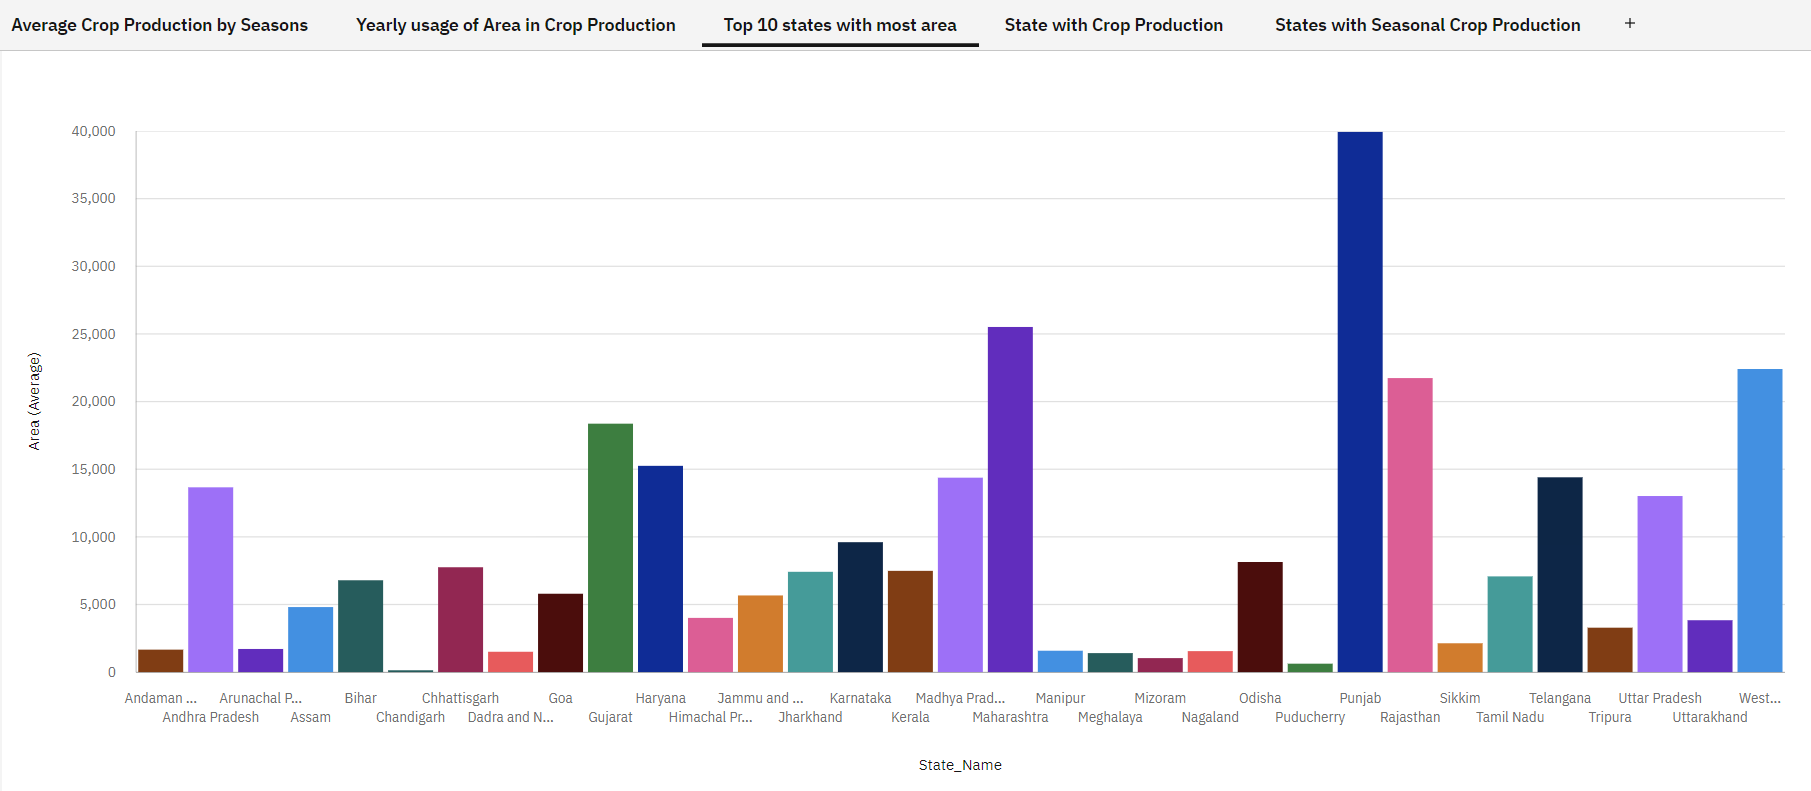 Average Crop Production by Seasons
Yearly usage of Area in Crop Production
Top 10 states with most area
State with Crop Production
States with Seasonal Crop Production
+
40,000
35,000
30,000
25,000
20,000
15,000
10,000
5,000
0
Area (Average)
Andaman ...
Andhra Pradesh
Arunachal P...
Assam
Bihar
Chandigarh
Chhattisgarh
Dadra and N...
Goa
Gujarat
Haryana
Himachal Pr...
Jammu and ...
Jharkhand
Karnataka
Kerala
Madhya Prad...
Maharashtra
Manipur
Meghalaya
Mizoram
Nagaland
Odisha
Puducherry
Punjab
Rajasthan
Sikkim
Tamil Nadu
Telangana
Tripura
Uttar Pradesh
Uttarakhand
West...
State_Name